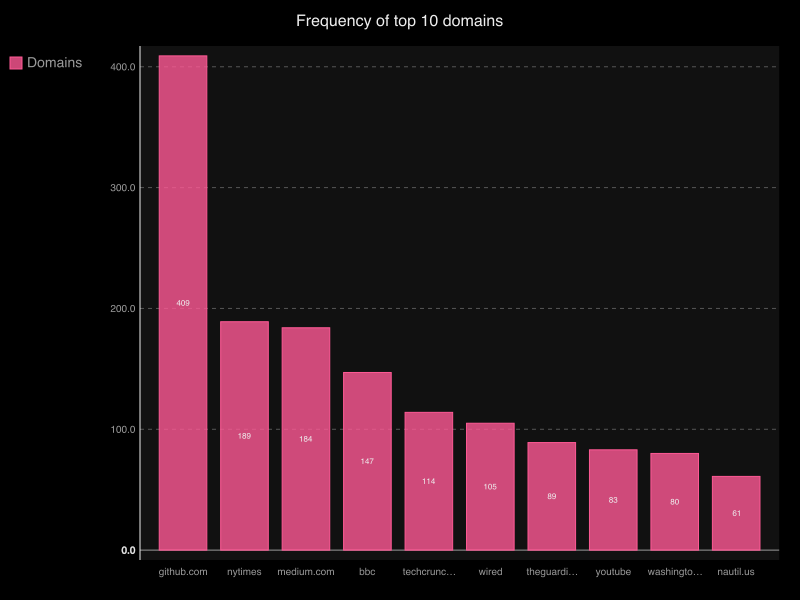 Frequency of top 10 domains
Domains
400.0
300.0
200.0
100.0
0.0
409
189
184
147
114
105
89
83
80
61
github.com
nytimes
medium.com
bbc
techcrunc…
wired
theguardi…
youtube
washingto…
nautil.us